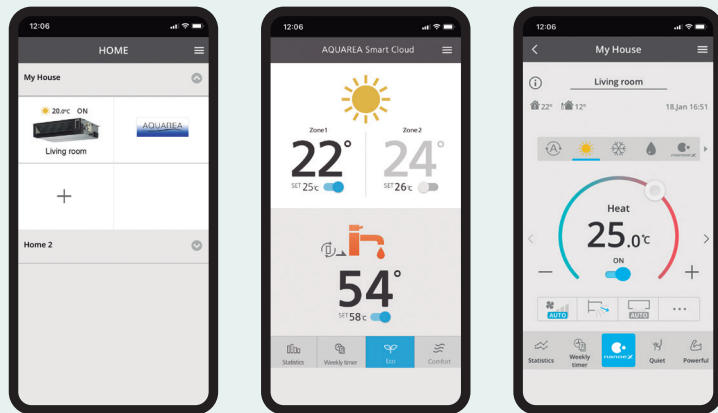 12:06
HOME
My House
20.0°C ON
Living room
AQUAREA
+
Home 2
12:06
AQUAREA Smart Cloud
Zone1
22°
SET 25°c
Zone2
24°
SET 26°c
54°
SET 58°c
Statistics
Weekly timer
Eco
Comfort
12:06
My House
Living room
22°
12°
18.Jan 16:51
A
nanoe X
Heat
25.0°c
ON
AUTO
AUTO
Statistics
Weekly
timer
nanoe X
Quiet
Powerful